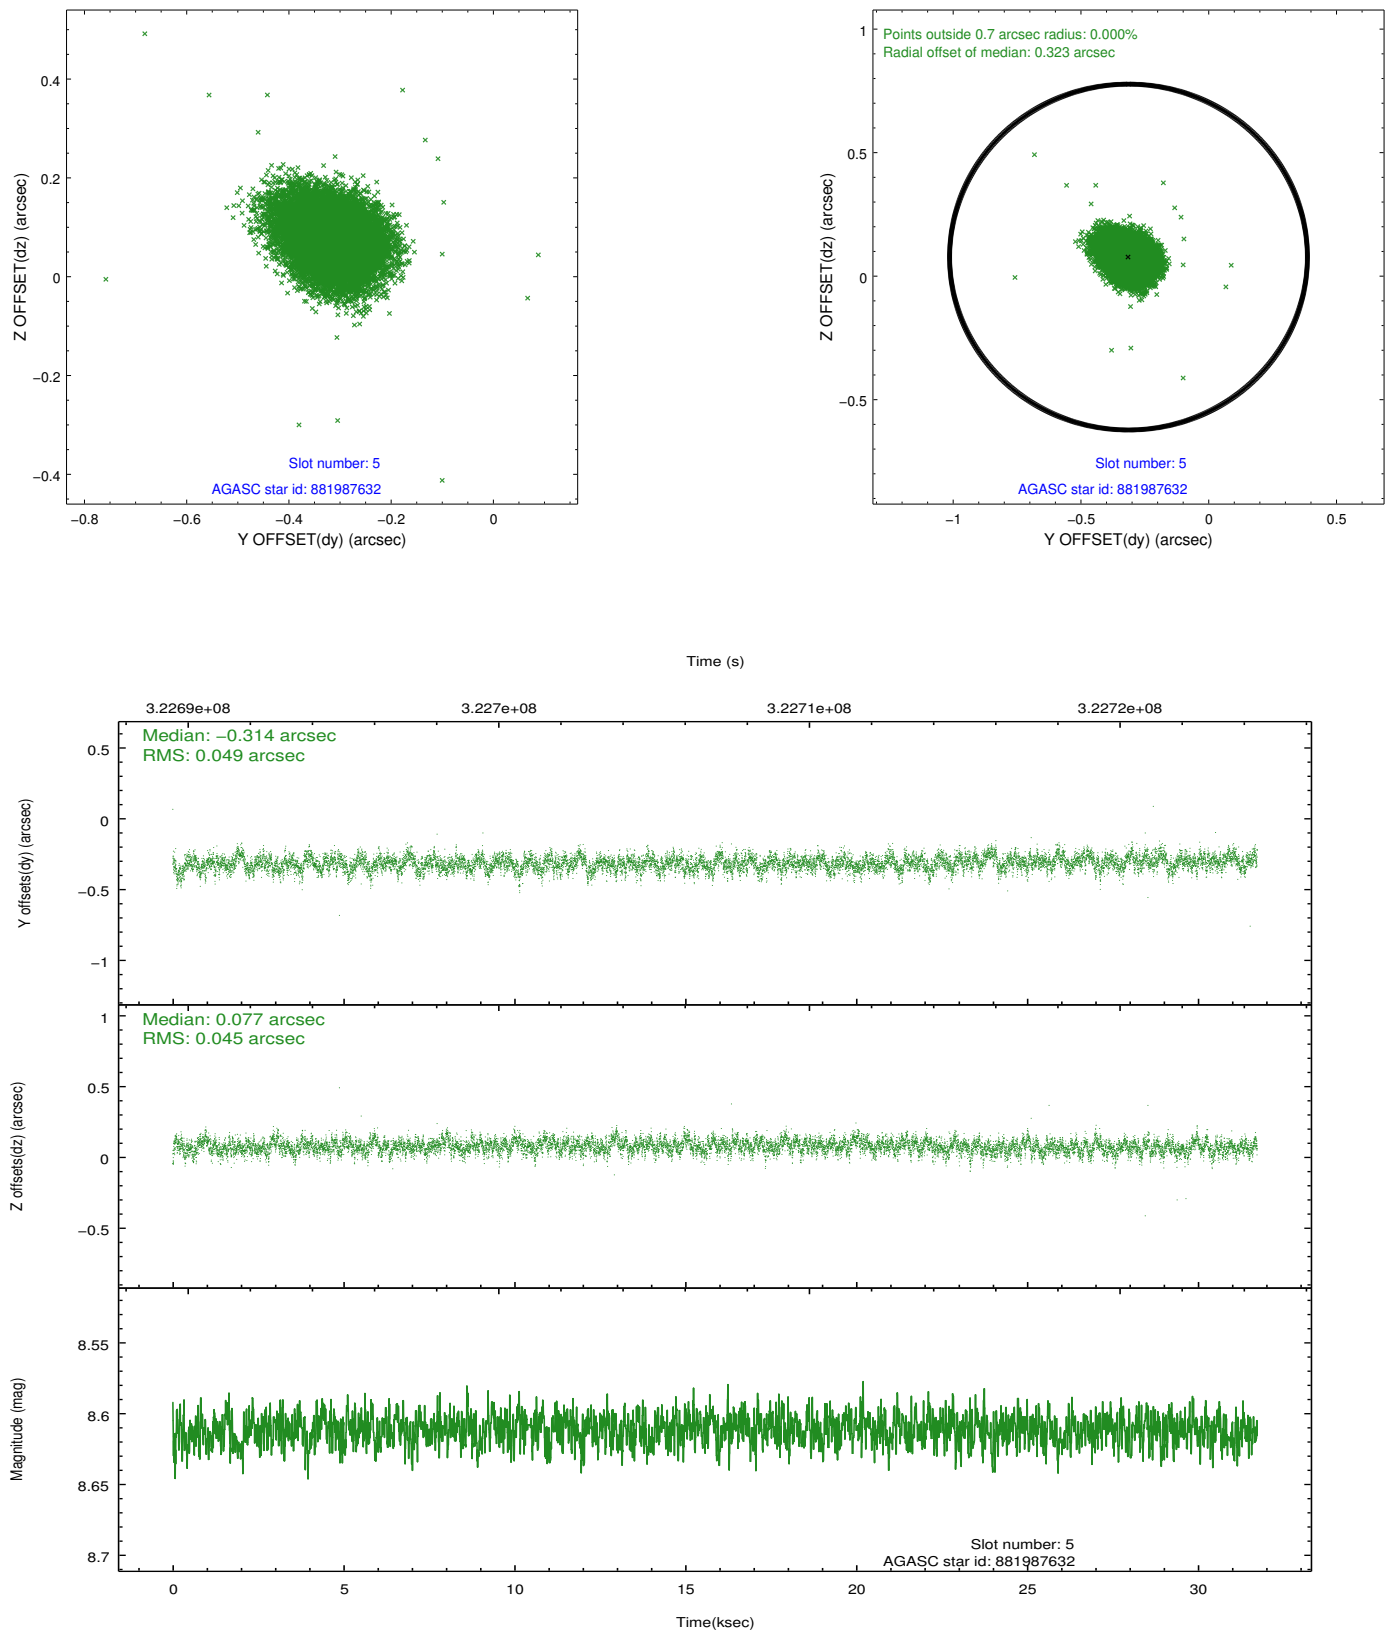 0.4
0.2
0
−0.2
−0.4
Z OFFSET(dz) (arcsec)
Slot number: 5
AGASC star id: 881987632
−0.8
−0.6
−0.4
−0.2
0
Y OFFSET(dy) (arcsec)
Points outside 0.7 arcsec radius: 0.000%
Radial offset of median: 0.323 arcsec
1
0.5
0
−0.5
Z OFFSET(dz) (arcsec)
Slot number: 5
AGASC star id: 881987632
−1
−0.5
0
0.5
Y OFFSET(dy) (arcsec)
Time (s)
3.2269e+08
3.227e+08
3.2271e+08
3.2272e+08
Median: −0.314 arcsec
RMS: 0.049 arcsec
0.5
0
−0.5
−1
Y offsets(dy) (arcsec)
Median: 0.077 arcsec
RMS: 0.045 arcsec
1
0.5
0
−0.5
Z offsets(dz) (arcsec)
8.55
8.6
8.65
8.7
Magnitude (mag)
Slot number: 5
AGASC star id: 881987632
0
5
10
15
20
25
30
Time(ksec)